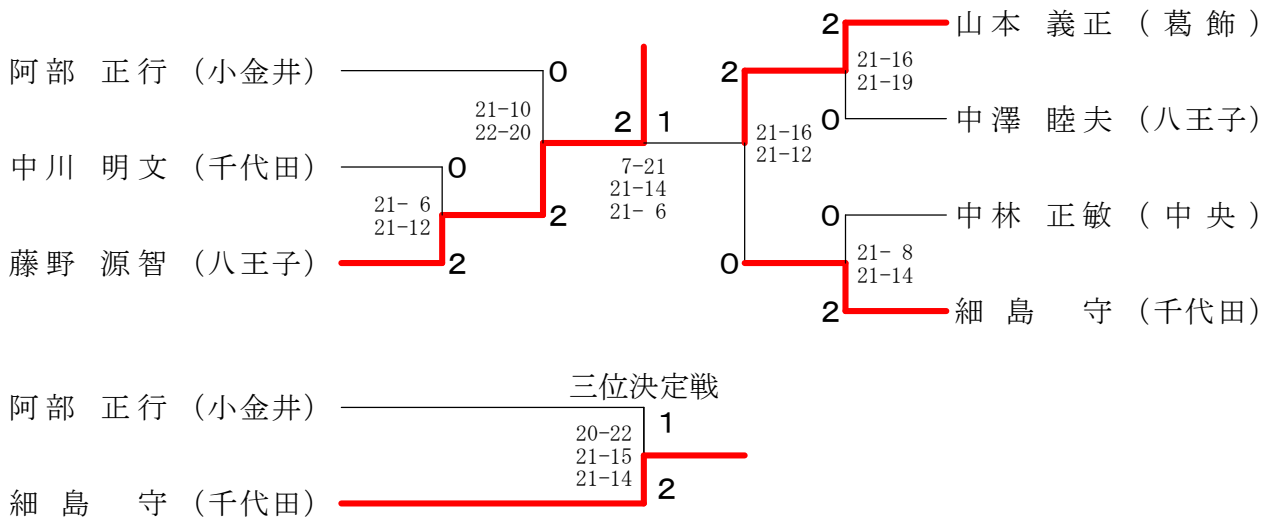 阿部 正行 (小金井)
0
21-10
22-20
中川 明文 (千代田)
0
21- 6
21-12
2
藤野 源智 (八王子)
2
2 1
7-21
21-14
21- 6
2
山本 義正 ( 葛飾 )
21-16
21-19
0
中澤 睦夫 (八王子)
2
21-16
21-12
0
0
中林 正敏 ( 中央 )
21- 8
21-14
2
細島 守 (千代田)
三位決定戦
阿部 正行 (小金井)
1
20-22
21-15
21-14
2
細島 守 (千代田)